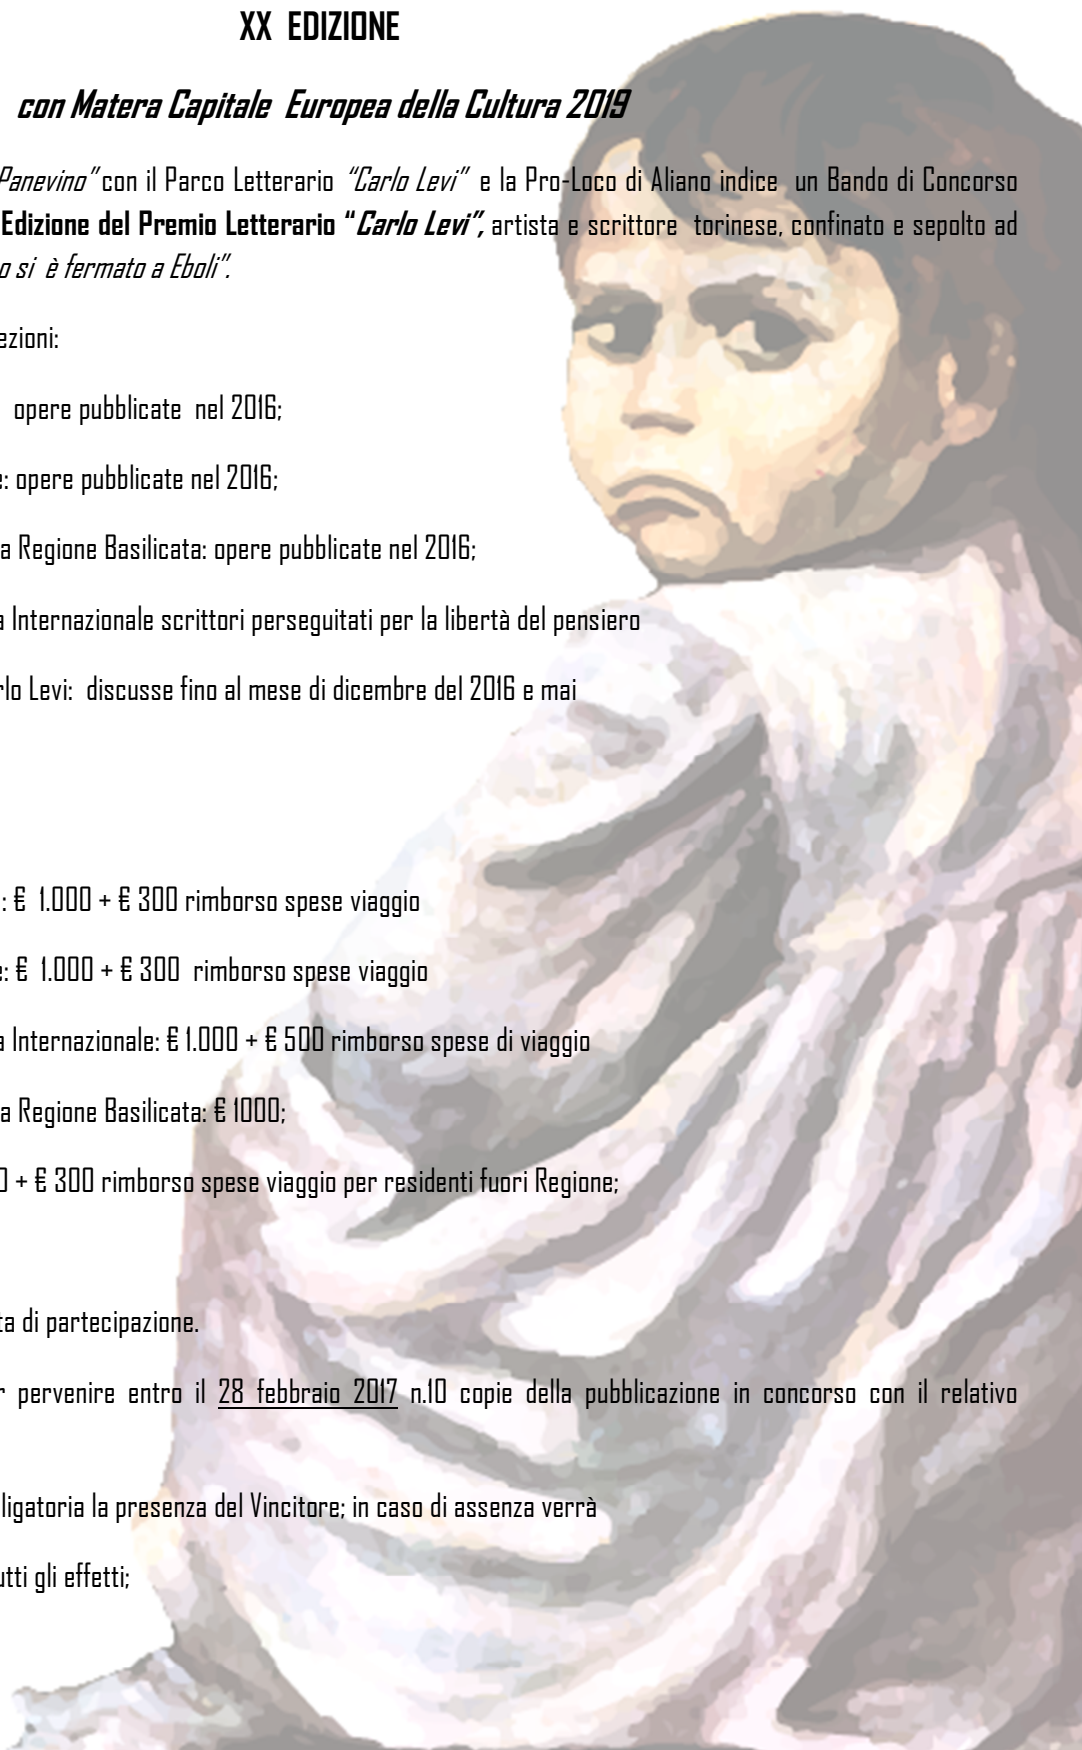 XX EDIZIONE
con Matera Capitale Europea della Cultura 2019
Panevino” con il Parco Letterario “Carlo Levi” e la Pro-Loco di Aliano indice un Bando di Concorso
Edizione del Premio Letterario “Carlo Levi”, artista e scrittore torinese, confinato e sepolto ad
o si è fermato a Eboli”.
ezioni:
opere pubblicate nel 2016;
e: opere pubblicate nel 2016;
a Regione Basilicata: opere pubblicate nel 2016;
a Internazionale scrittori perseguitati per la libertà del pensiero
rlo Levi: discusse fino al mese di dicembre del 2016 e mai
: € 1.000 + € 300 rimborso spese viaggio
e: € 1.000 + € 300 rimborso spese viaggio
a Internazionale: € 1.000 + € 500 rimborso spese di viaggio
a Regione Basilicata: € 1000;
0 + € 300 rimborso spese viaggio per residenti fuori Regione;
ta di partecipazione.
r pervenire entro il 28 febbraio 2017 n.10 copie della pubblicazione in concorso con il relativo
ligatoria la presenza del Vincitore; in caso di assenza verrà
utti gli effetti;